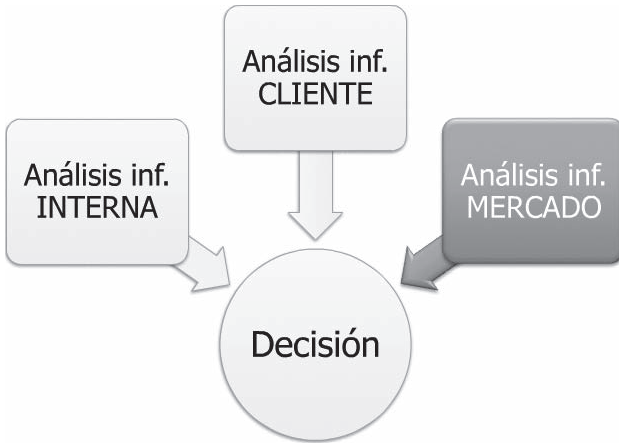 Análisis inf.
CLIENTE
Análisis inf.
INTERNA
Análisis inf.
MERCADO
Decisión